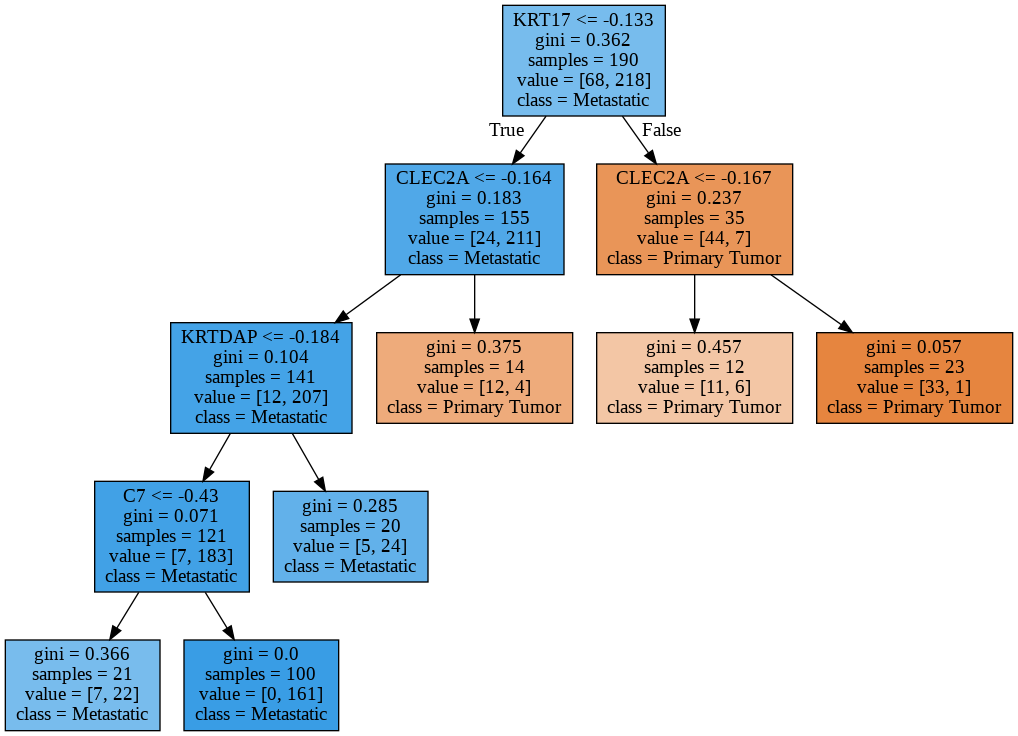 KRT17 <= -0.133
gini = 0.362
samples = 190
value = [68, 218]
class = Metastatic
True
False
CLEC2A <= -0.164
gini = 0.183
samples = 155
value = [24, 211]
class = Metastatic
CLEC2A <= -0.167
gini = 0.237
samples = 35
value = [44, 7]
class = Primary Tumor
KRTDAP <= -0.184
gini = 0.104
samples = 141
value = [12, 207]
class = Metastatic
gini = 0.375
samples = 14
value = [12, 4]
class = Primary Tumor
gini = 0.457
samples = 12
value = [11, 6]
class = Primary Tumor
gini = 0.057
samples = 23
value = [33, 1]
class = Primary Tumor
C7 <= -0.43
gini = 0.071
samples = 121
value = [7, 183]
class = Metastatic
gini = 0.285
samples = 20
value = [5, 24]
class = Metastatic
gini = 0.366
samples = 21
value = [7, 22]
class = Metastatic
gini = 0.0
samples = 100
value = [0, 161]
class = Metastatic